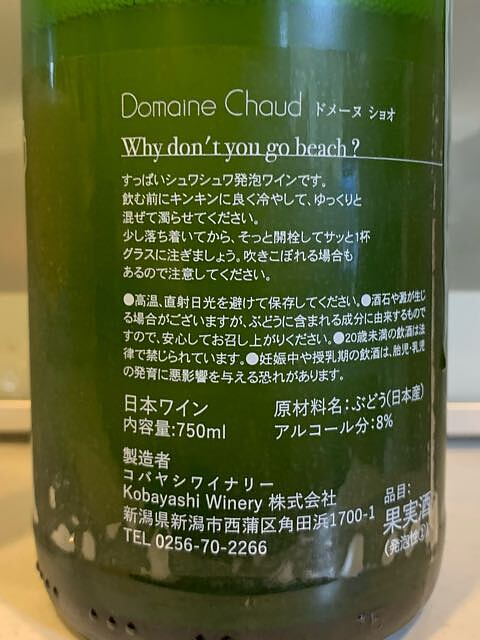 Domaine Chaud ドメーヌ ショオ
Why don't you go beach?
すっぱいシュワシュワ発泡ワインです。
飲む前にキンキンに良く冷やして、ゆっくりと
混ぜて濁らせてください。
少し落ち着いてから、そっと開栓してサッと1杯
グラスに注ぎましょう。吹きこぼれる場合も
あるので注意してください。
●高温、直射日光を避けて保存してください。●酒石や澱が生じ
る場合がございますが、ぶどうに含まれる成分に由来するもので
すので、安心してお召し上がりください。●20歳未満の飲酒は法
律で禁じられています。●妊娠中や授乳期の飲酒は、胎児・乳児
の発育に悪影響を与える恐れがあります。
日本ワイン
内容量:750ml
原材料名:ぶどう(日本産)
アルコール分:8%
製造者
コバヤシワイナリー
Kobayashi Winery 株式会社
新潟県新潟市西蒲区角田浜1700-1
TEL 0256-70-2266
品目:
果実酒
(発泡性